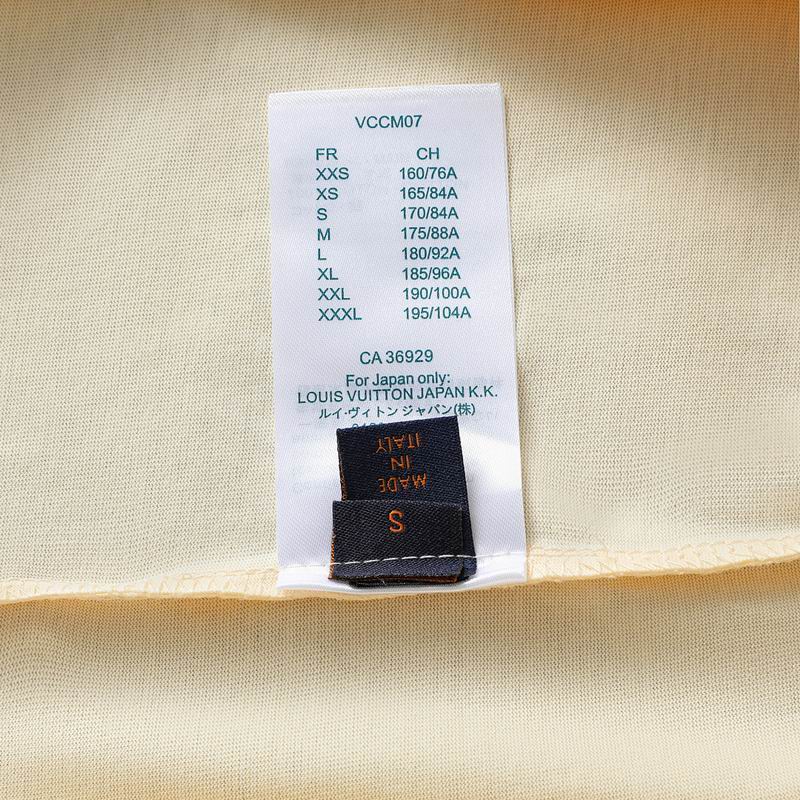 VCCM07
FR CH
XXS 160/76A
XS 165/84A
S 170/84A
M 175/88A
L 180/92A
XL 185/96A
XXL 190/100A
XXXL 195/104A
CA 36929
For Japan only:
LOUIS VUITTON JAPAN K.K.
ルイ·ヴィトン ジャパン(株)
MADE
IN
ITALY
S